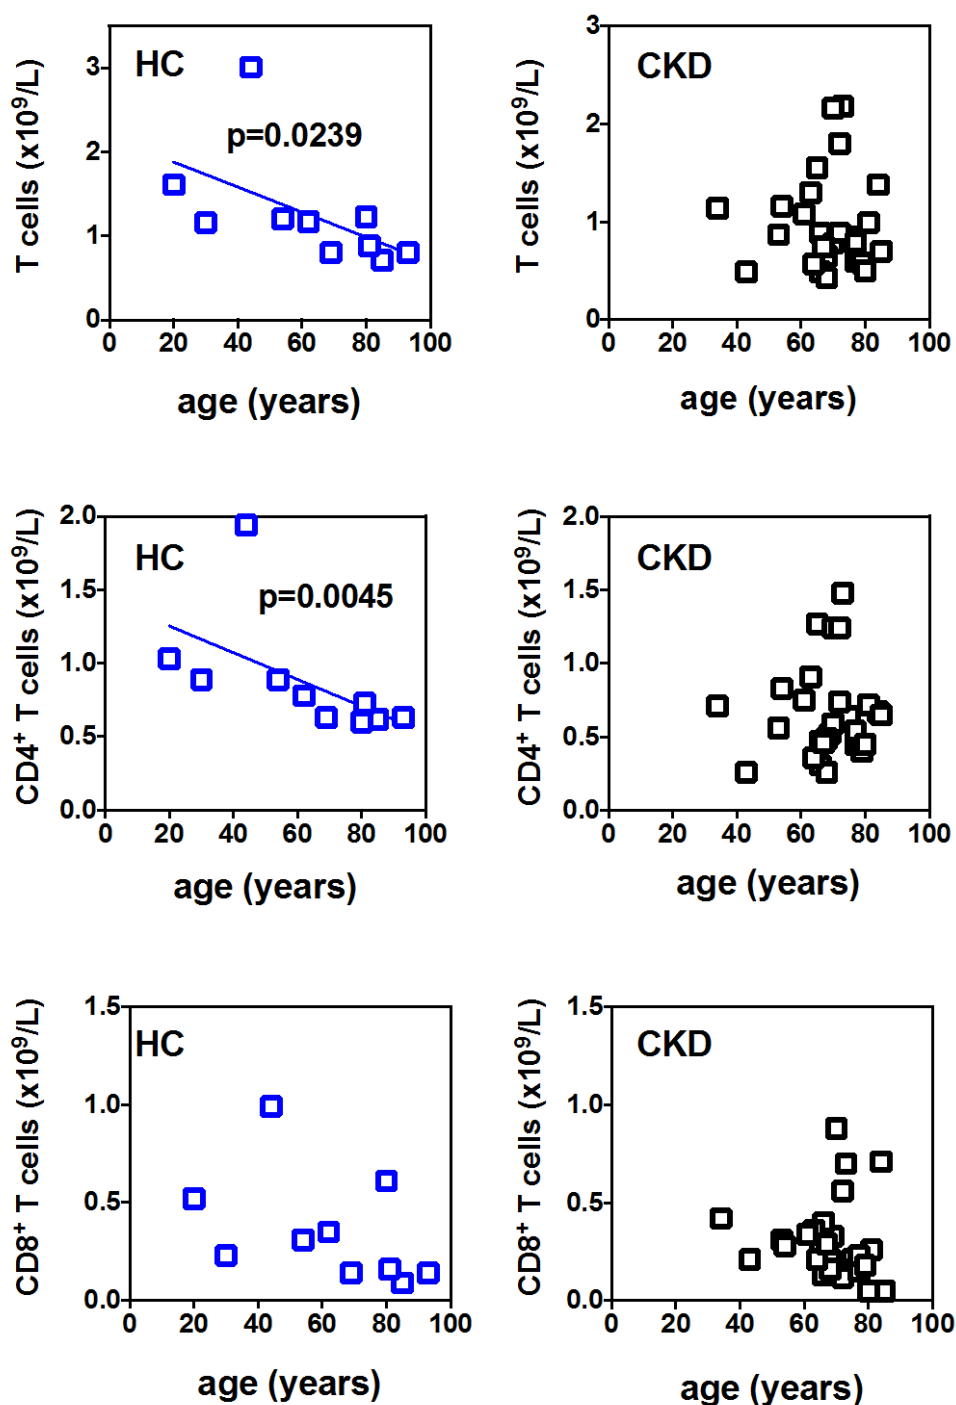 T cells (x10⁹/L)
HC
p=0.0239
3
2
1
0
0 20 40 60 80 100
age (years)
T cells (x10⁹/L)
CKD
3
2
1
0
0 20 40 60 80 100
age (years)
CD4⁺ T cells (x10⁹/L)
HC
p=0.0045
2.0
1.5
1.0
0.5
0.0
0 20 40 60 80 100
age (years)
CD4⁺ T cells (x10⁹/L)
CKD
2.0
1.5
1.0
0.5
0.0
0 20 40 60 80 100
age (years)
CD8⁺ T cells (x10⁹/L)
HC
1.5
1.0
0.5
0.0
0 20 40 60 80 100
age (years)
CD8⁺ T cells (x10⁹/L)
CKD
1.5
1.0
0.5
0.0
0 20 40 60 80 100
age (years)